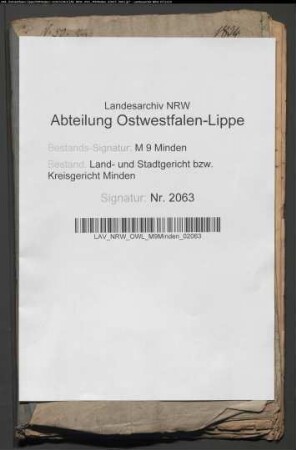 Landesarchiv NRW
Abteilung Ostwestfalen-Lippe
Bestands-Signatur: M 9 Minden
Bestand: Land- und Stadtgericht bzw.
Kreisgericht Minden
Signatur: Nr. 2063
LAV_NRW_OWL_M9Minden_02063